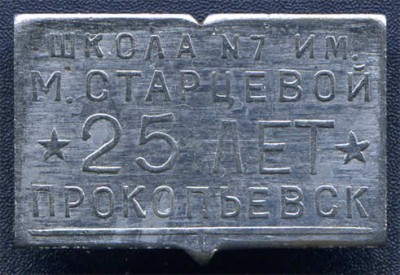 ШКОЛА N7 ИМ.
М. СТАРЦЕВОЙ
★ 25 ЛЕТ ★
ПРОКОПЬЕВСК